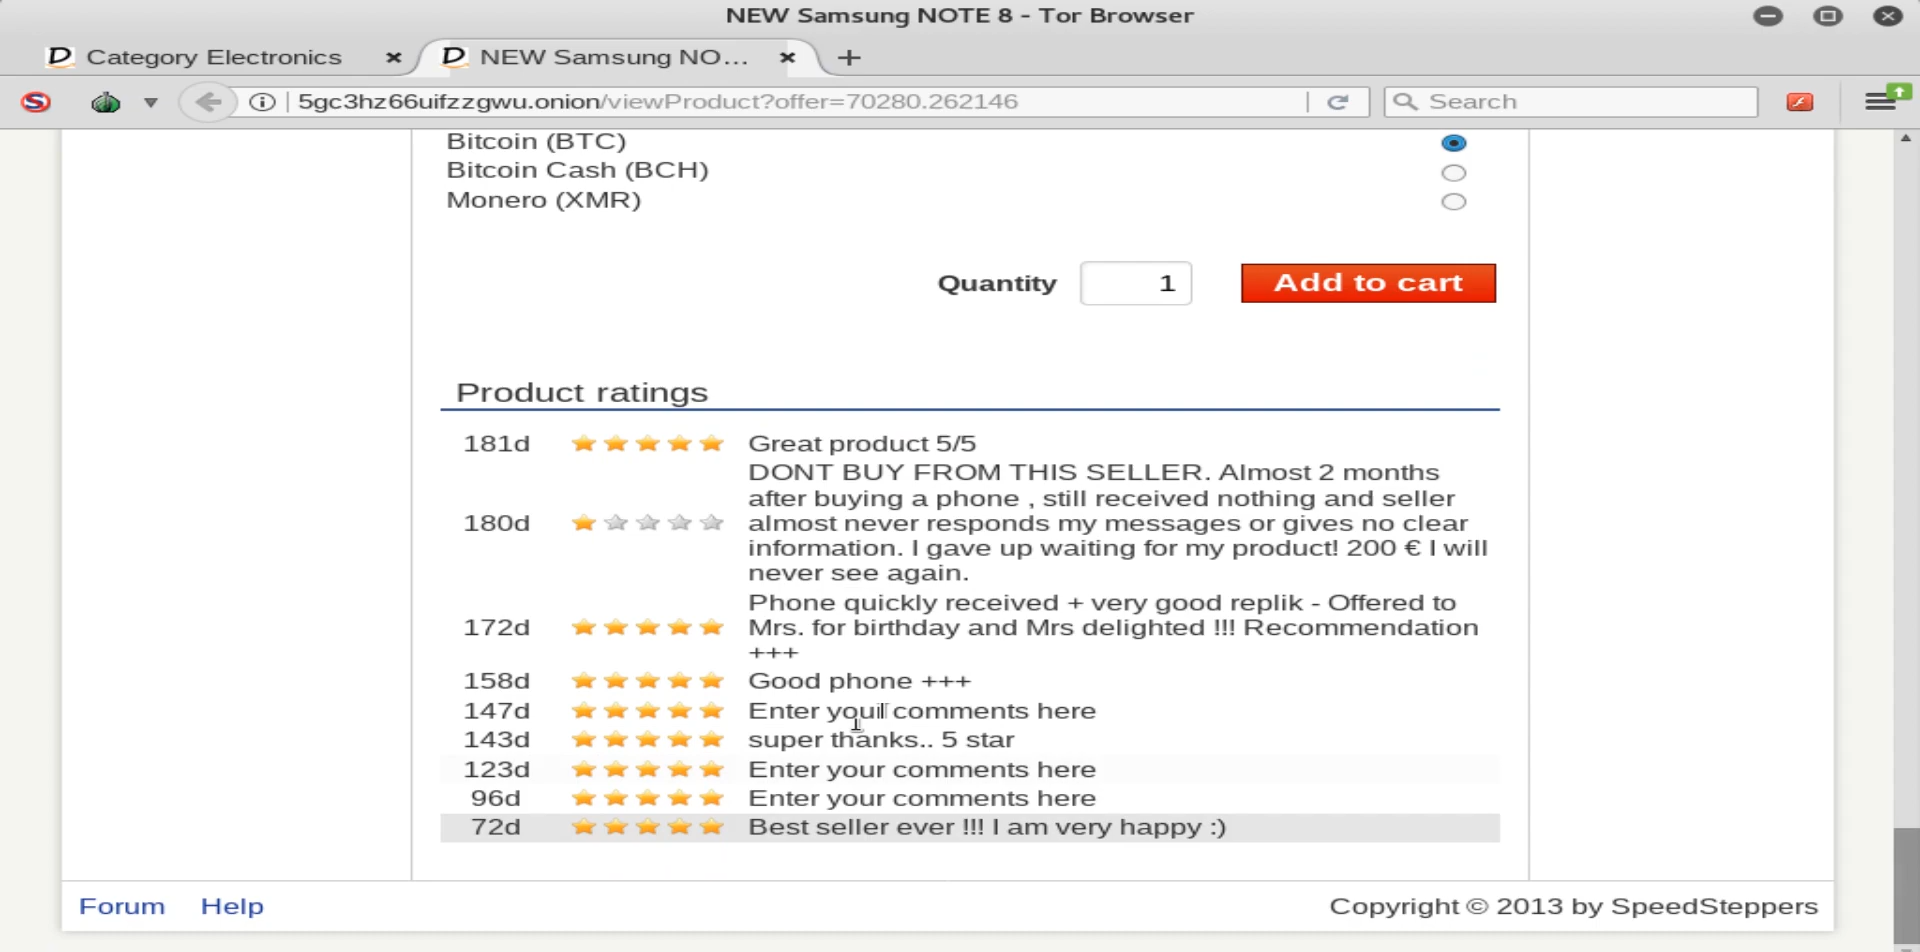 NEW Samsung NOTE 8 - Tor Browser
Category Electronics
NEW Samsung NO...
5gc3hz66uifzzgwu.onion/viewProduct?offer=70280.262146
Search
Bitcoin (BTC)
Bitcoin Cash (BCH)
Monero (XMR)
Quantity 1 Add to cart
Product ratings
181d Great product 5/5
DONT BUY FROM THIS SELLER. Almost 2 months
after buying a phone , still received nothing and seller
180d almost never responds my messages or gives no clear
information. I gave up waiting for my product! 200 € I will
never see again.
Phone quickly received + very good replik - Offered to
172d Mrs. for birthday and Mrs delighted !!! Recommendation
+++
158d Good phone +++
147d Enter your comments here
143d super thanks.. 5 star
123d Enter your comments here
96d Enter your comments here
72d Best seller ever !!! I am very happy :)
Forum Help Copyright © 2013 by SpeedSteppers